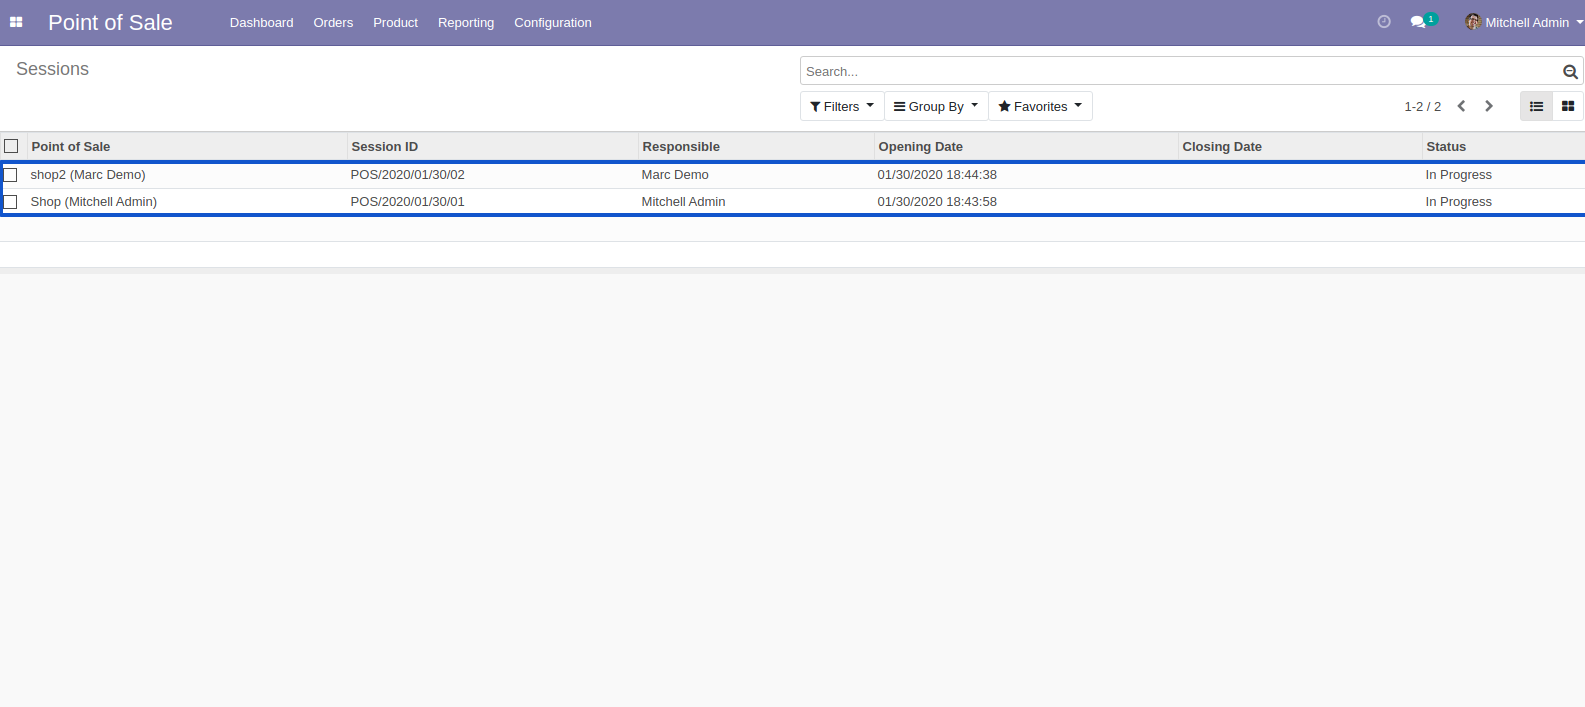 Point of Sale Dashboard Orders Product Reporting Configuration 1 Mitchell Admin
Sessions
Search...
Filters Group By Favorites 1-2 / 2
Point of Sale Session ID Responsible Opening Date Closing Date Status
shop2 (Marc Demo) POS/2020/01/30/02 Marc Demo 01/30/2020 18:44:38 In Progress
Shop (Mitchell Admin) POS/2020/01/30/01 Mitchell Admin 01/30/2020 18:43:58 In Progress